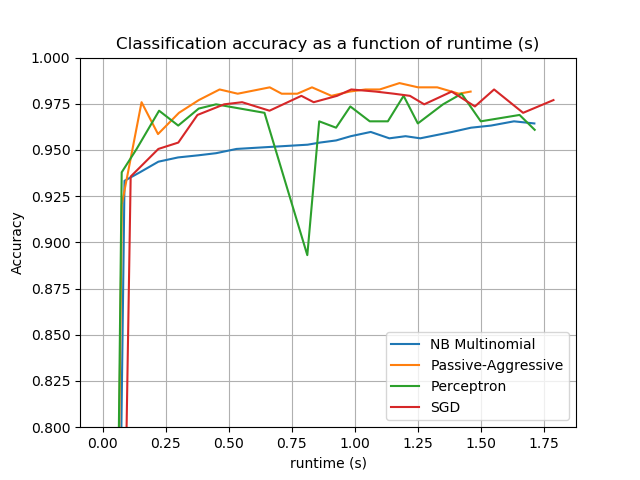 Classification accuracy as a function of runtime (s)
1.000
0.975
0.950
0.925
0.900
0.875
0.850
0.825
0.800
Accuracy
NB Multinomial
Passive-Aggressive
Perceptron
SGD
0.00 0.25 0.50 0.75 1.00 1.25 1.50 1.75
runtime (s)